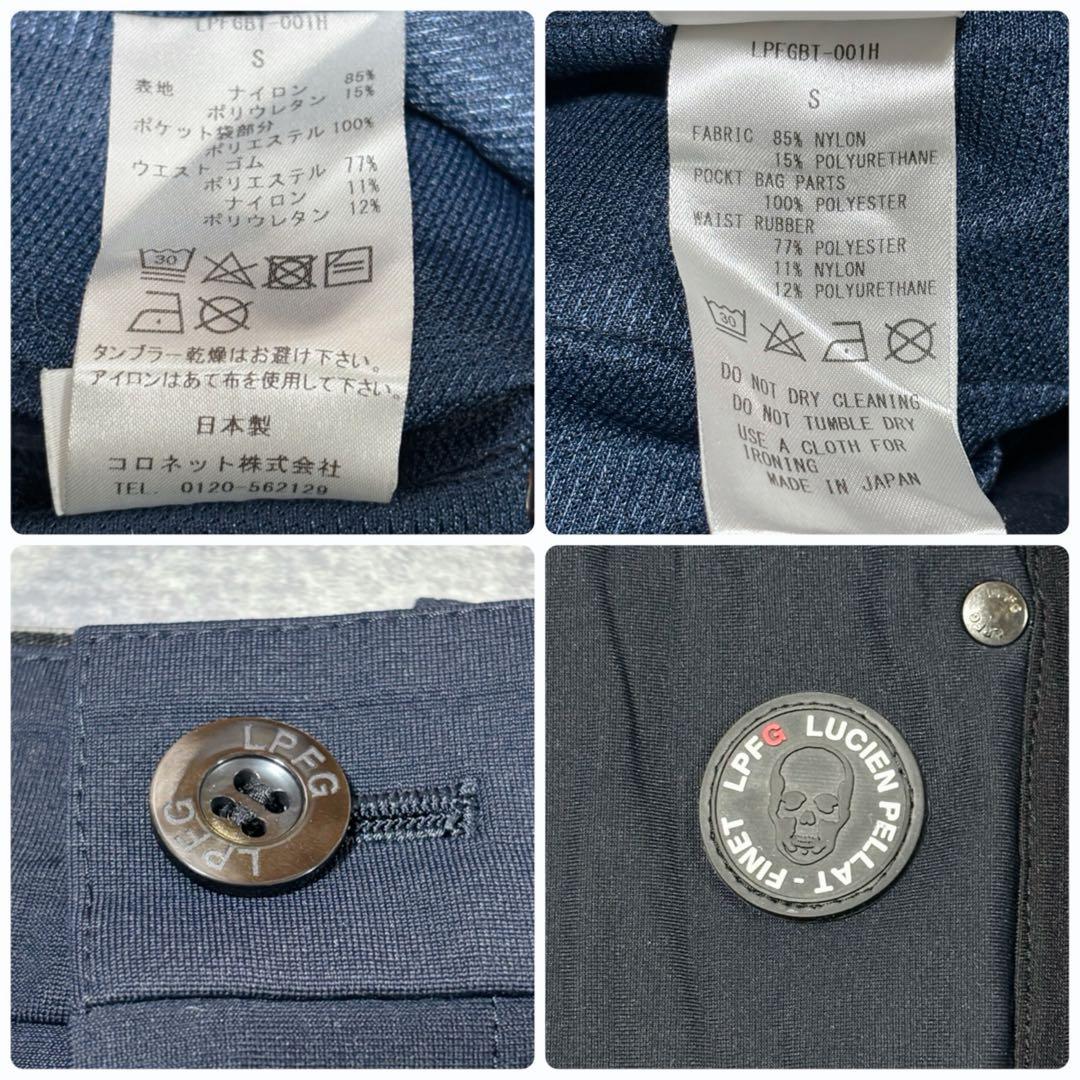 LPFGBT-001H
S
表地 ナイロン 85%
ポリウレタン 15%
ポケット袋部分
ポリエステル 100%
ウエスト ゴム
ポリエステル 77%
ナイロン 11%
ポリウレタン 12%
30
タンブラー乾燥はお避け下さい。
アイロンはあて布を使用して下さい。
日本製
コロネット株式会社
TEL. 0120-562129
LPFGBT-001H
S
FABRIC 85% NYLON
15% POLYURETHANE
POCKT BAG PARTS
100% POLYESTER
WAIST RUBBER
77% POLYESTER
11% NYLON
12% POLYURETHANE
30
DO NOT DRY CLEANING
DO NOT TUMBLE DRY
USE A CLOTH FOR
IRONING
MADE IN JAPAN
LPFG
LPFG
LPFG
LPFG LUCIEN PELLAT-FINET